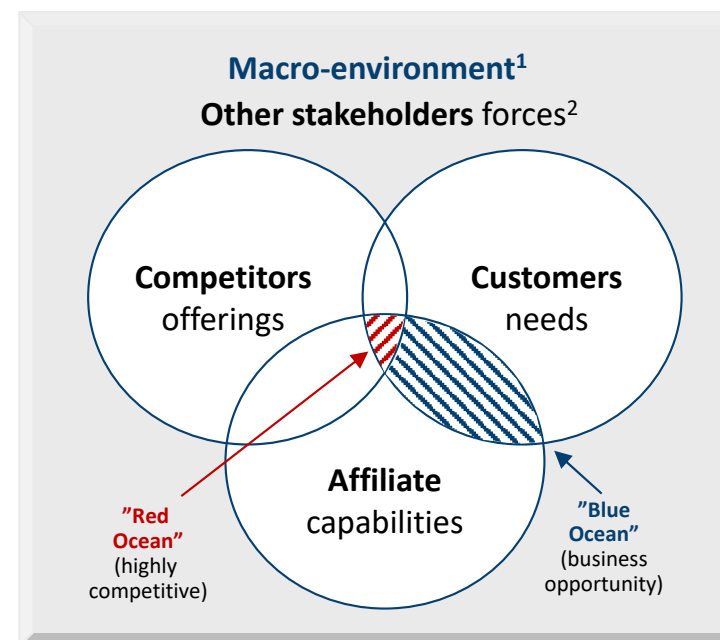 Macro-environment¹
Other stakeholders forces²
Competitors
offerings
Customers
needs
Affiliate
capabilities
”Red
Ocean”
(highly
competitive)
”Blue
Ocean”
(business
opportunity)